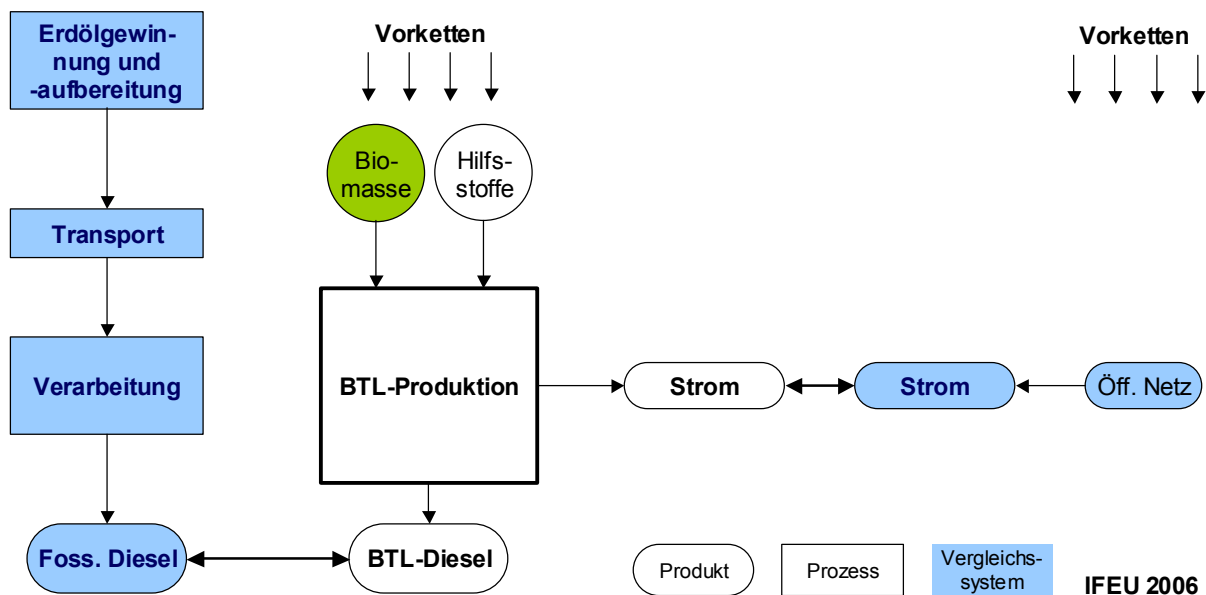 Erdölgewin-
nung und
-aufbereitung
Vorketten
Vorketten
Bio-
masse
Hilfs-
stoffe
Transport
Verarbeitung
BTL-Produktion
Strom
Strom
Öff. Netz
Foss. Diesel
BTL-Diesel
Produkt
Prozess
Vergleichs-
system
IFEU 2006